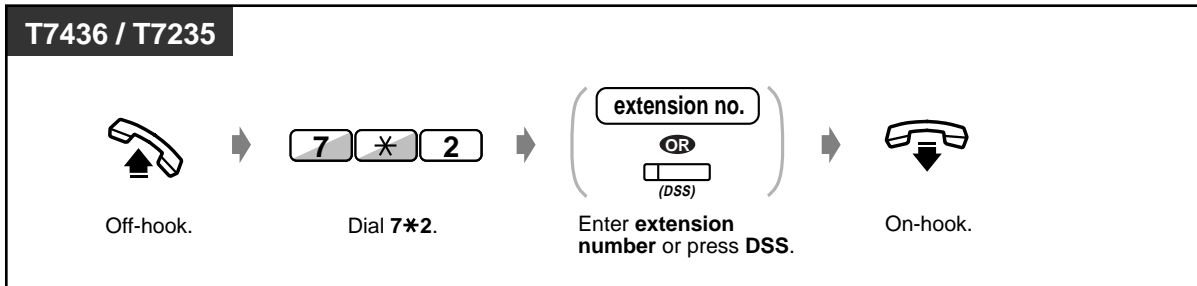 T7436 / T7235
7 ✳ 2
extension no.
OR
(DSS)
Off-hook.
Dial 7✳2.
Enter extension
number or press DSS.
On-hook.